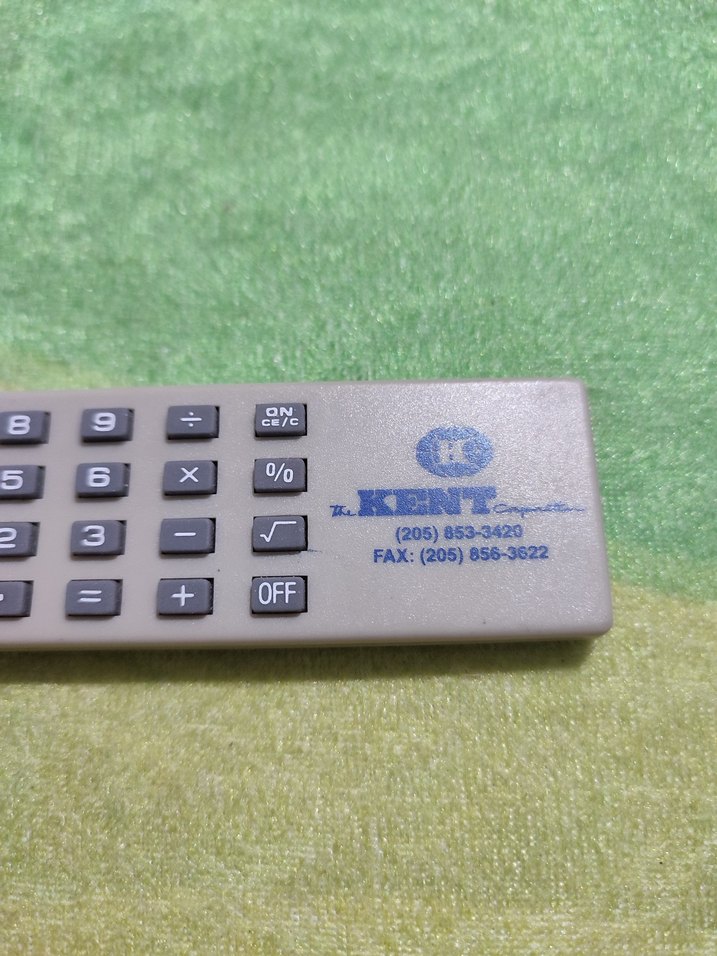 8 9 ÷ ON CE/C
5 6 × %
2 3 − √
. = + OFF
The KENT Corporation
(205) 853-3420
FAX: (205) 856-3622